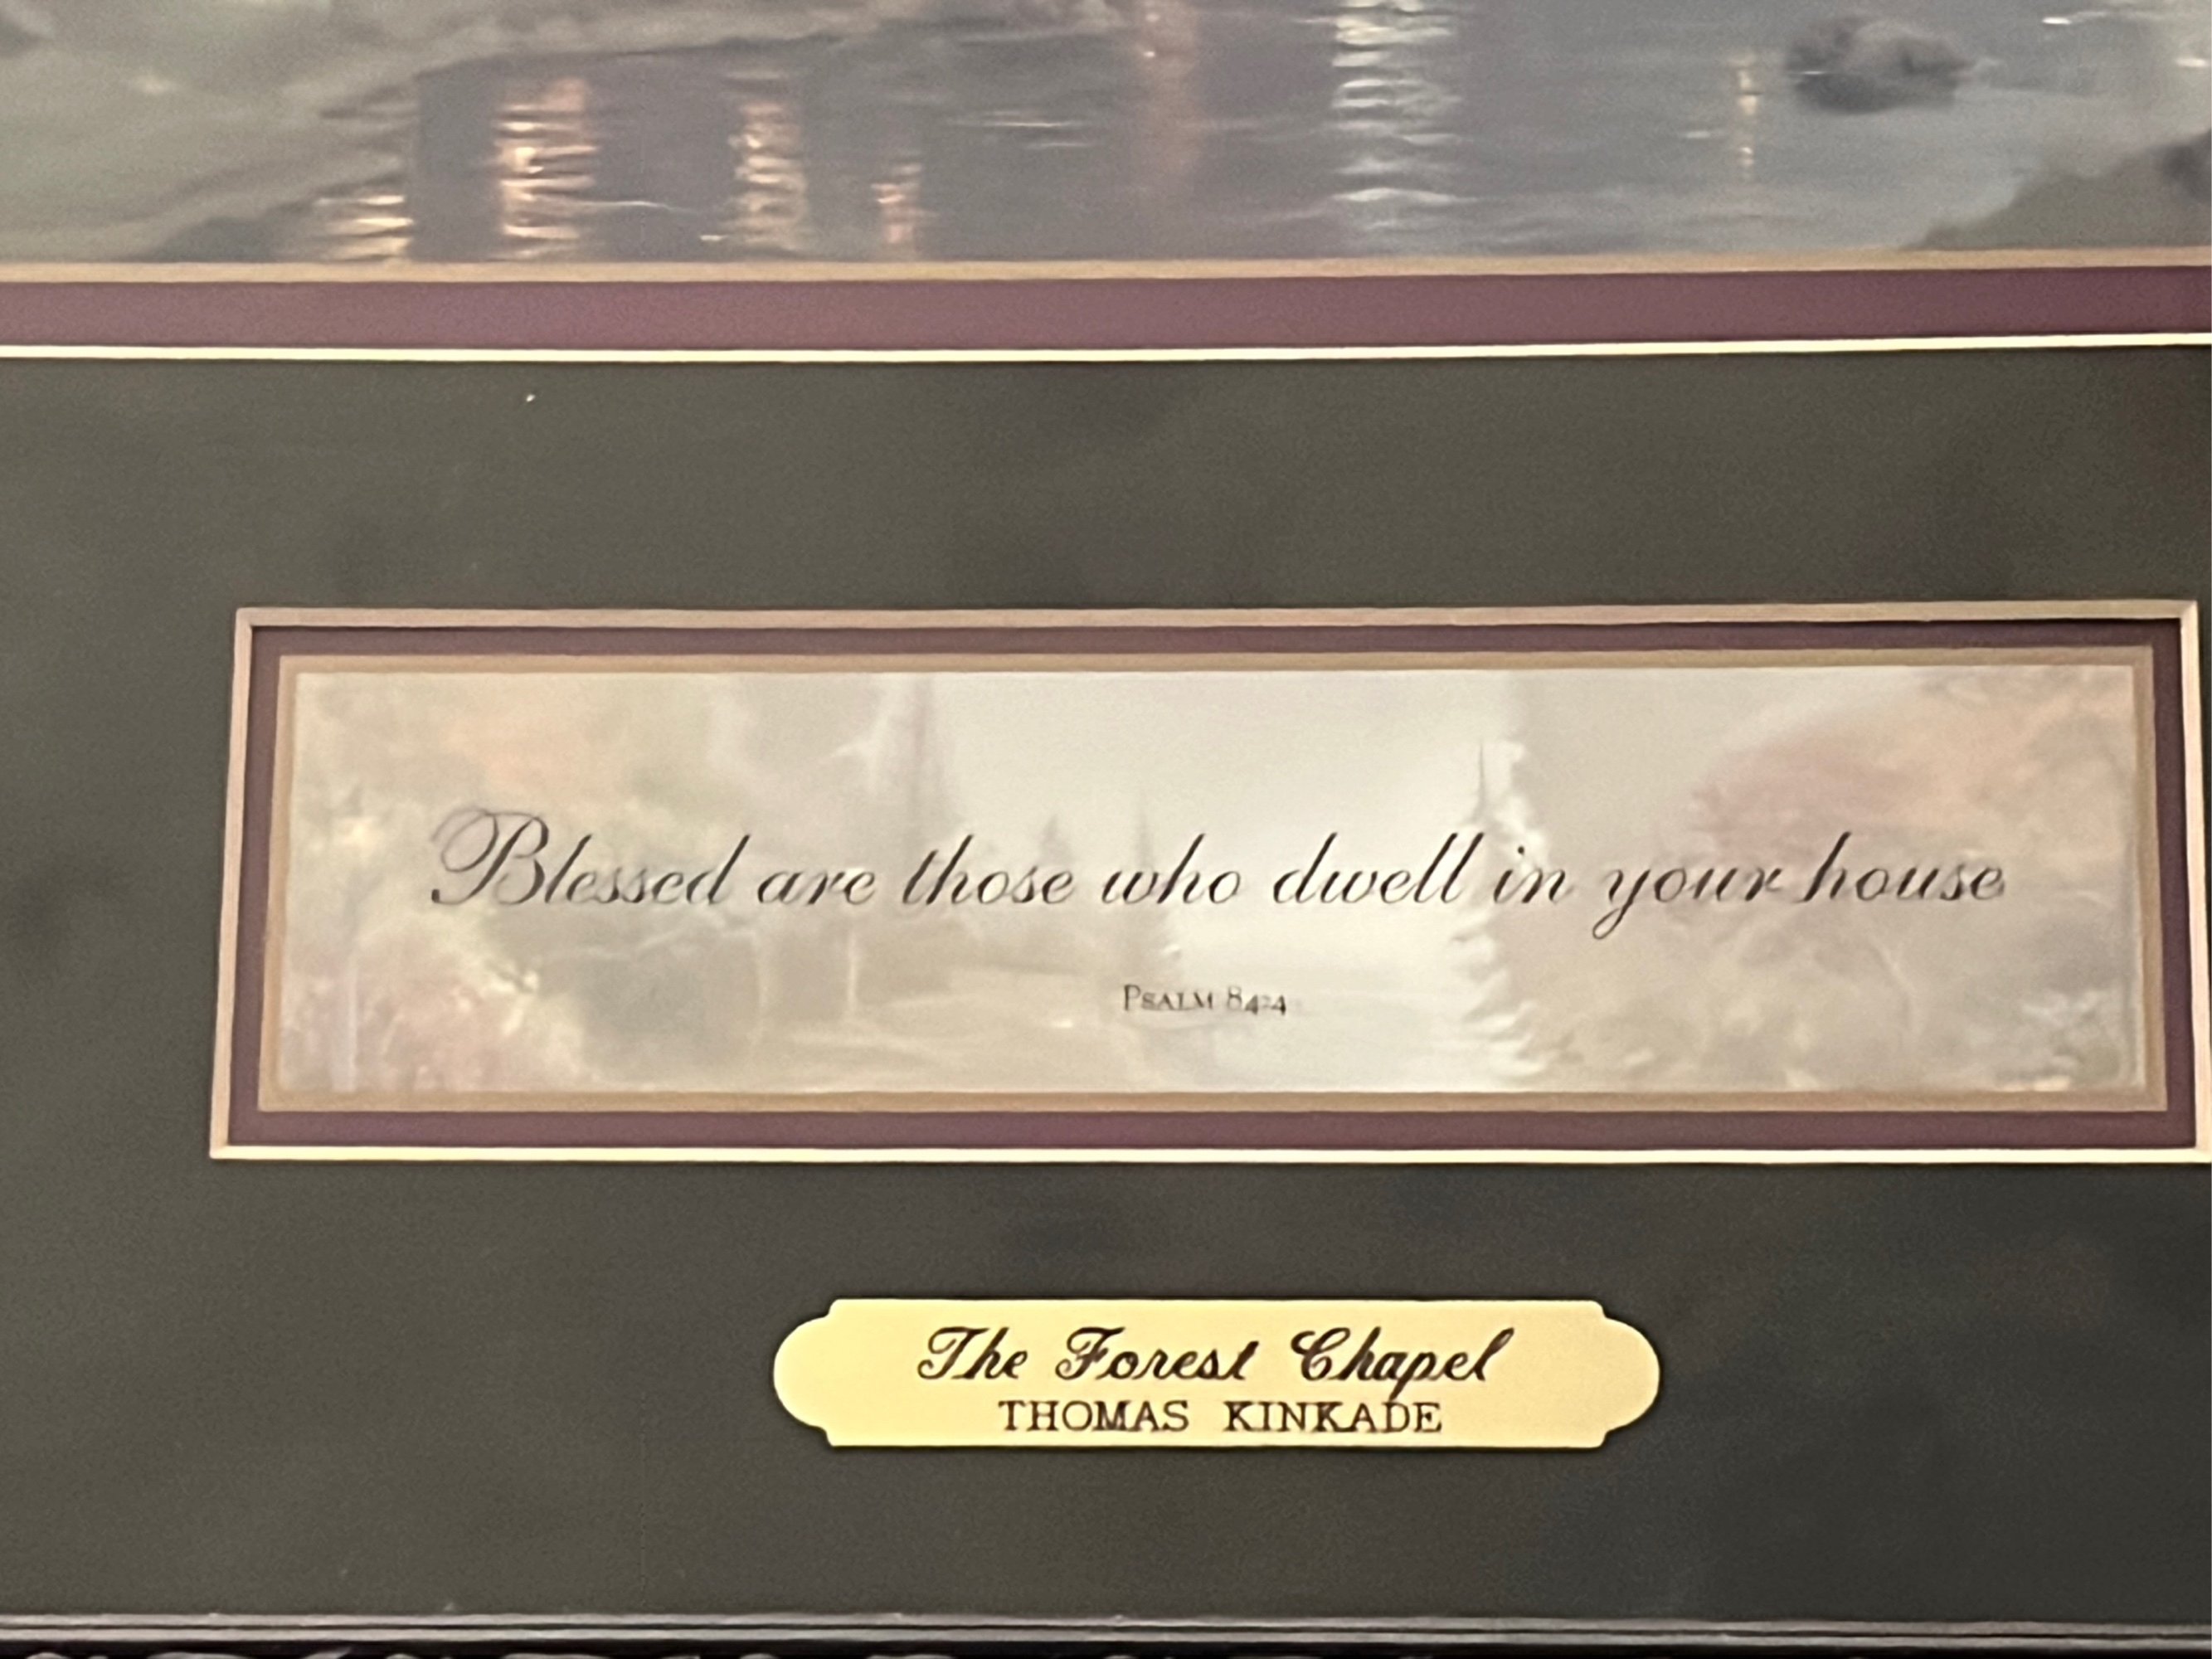 Blessed are those who dwell in your house
PSALM 84:4
The Forest Chapel
THOMAS KINKADE